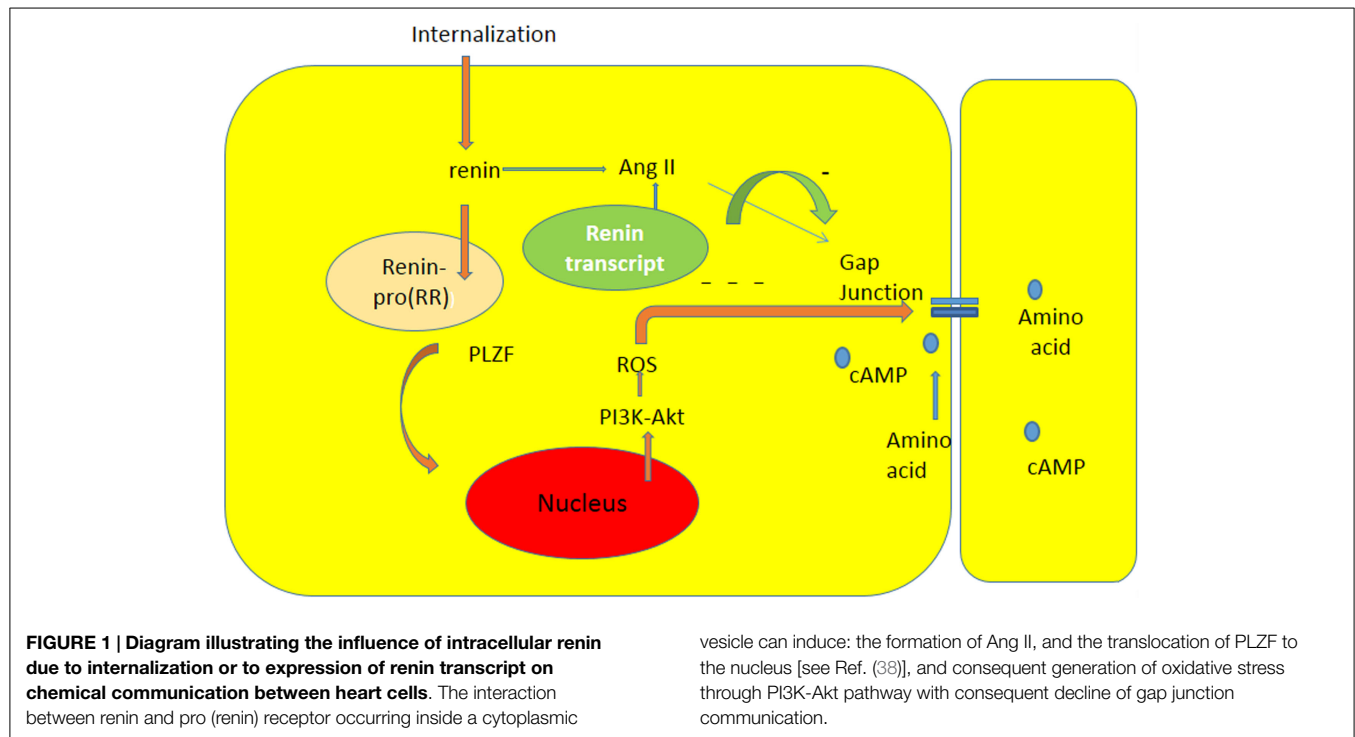 Internalization
renin
Ang II
-
Renin
transcript
Renin-
pro(RR))
Gap
Junction
- - -
PLZF
ROS
cAMP
Amino
acid
PI3K-Akt
Amino
acid
cAMP
Nucleus
FIGURE 1 | Diagram illustrating the influence of intracellular renin
due to internalization or to expression of renin transcript on
chemical communication between heart cells. The interaction
between renin and pro (renin) receptor occurring inside a cytoplasmic
vesicle can induce: the formation of Ang II, and the translocation of PLZF to
the nucleus [see Ref. (38)], and consequent generation of oxidative stress
through PI3K-Akt pathway with consequent decline of gap junction
communication.